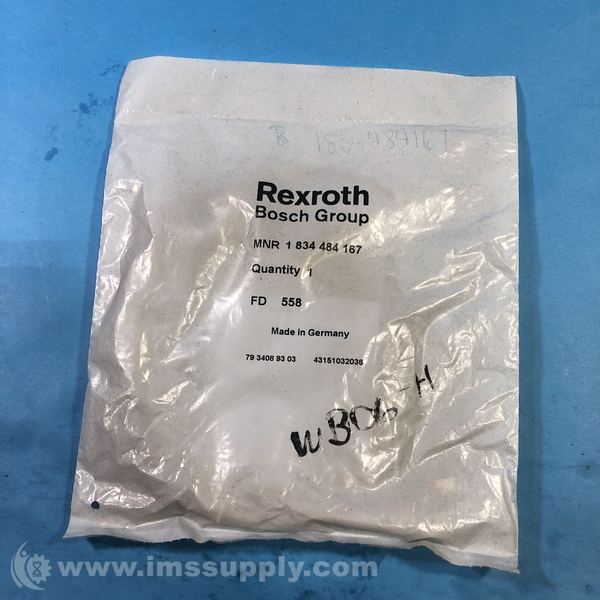 B 1834484167
Rexroth
Bosch Group
MNR 1 834 484 167
Quantity 1
FD 558
Made in Germany
79 3408 93 03 43151032036
WB06-H
www.imssupply.com